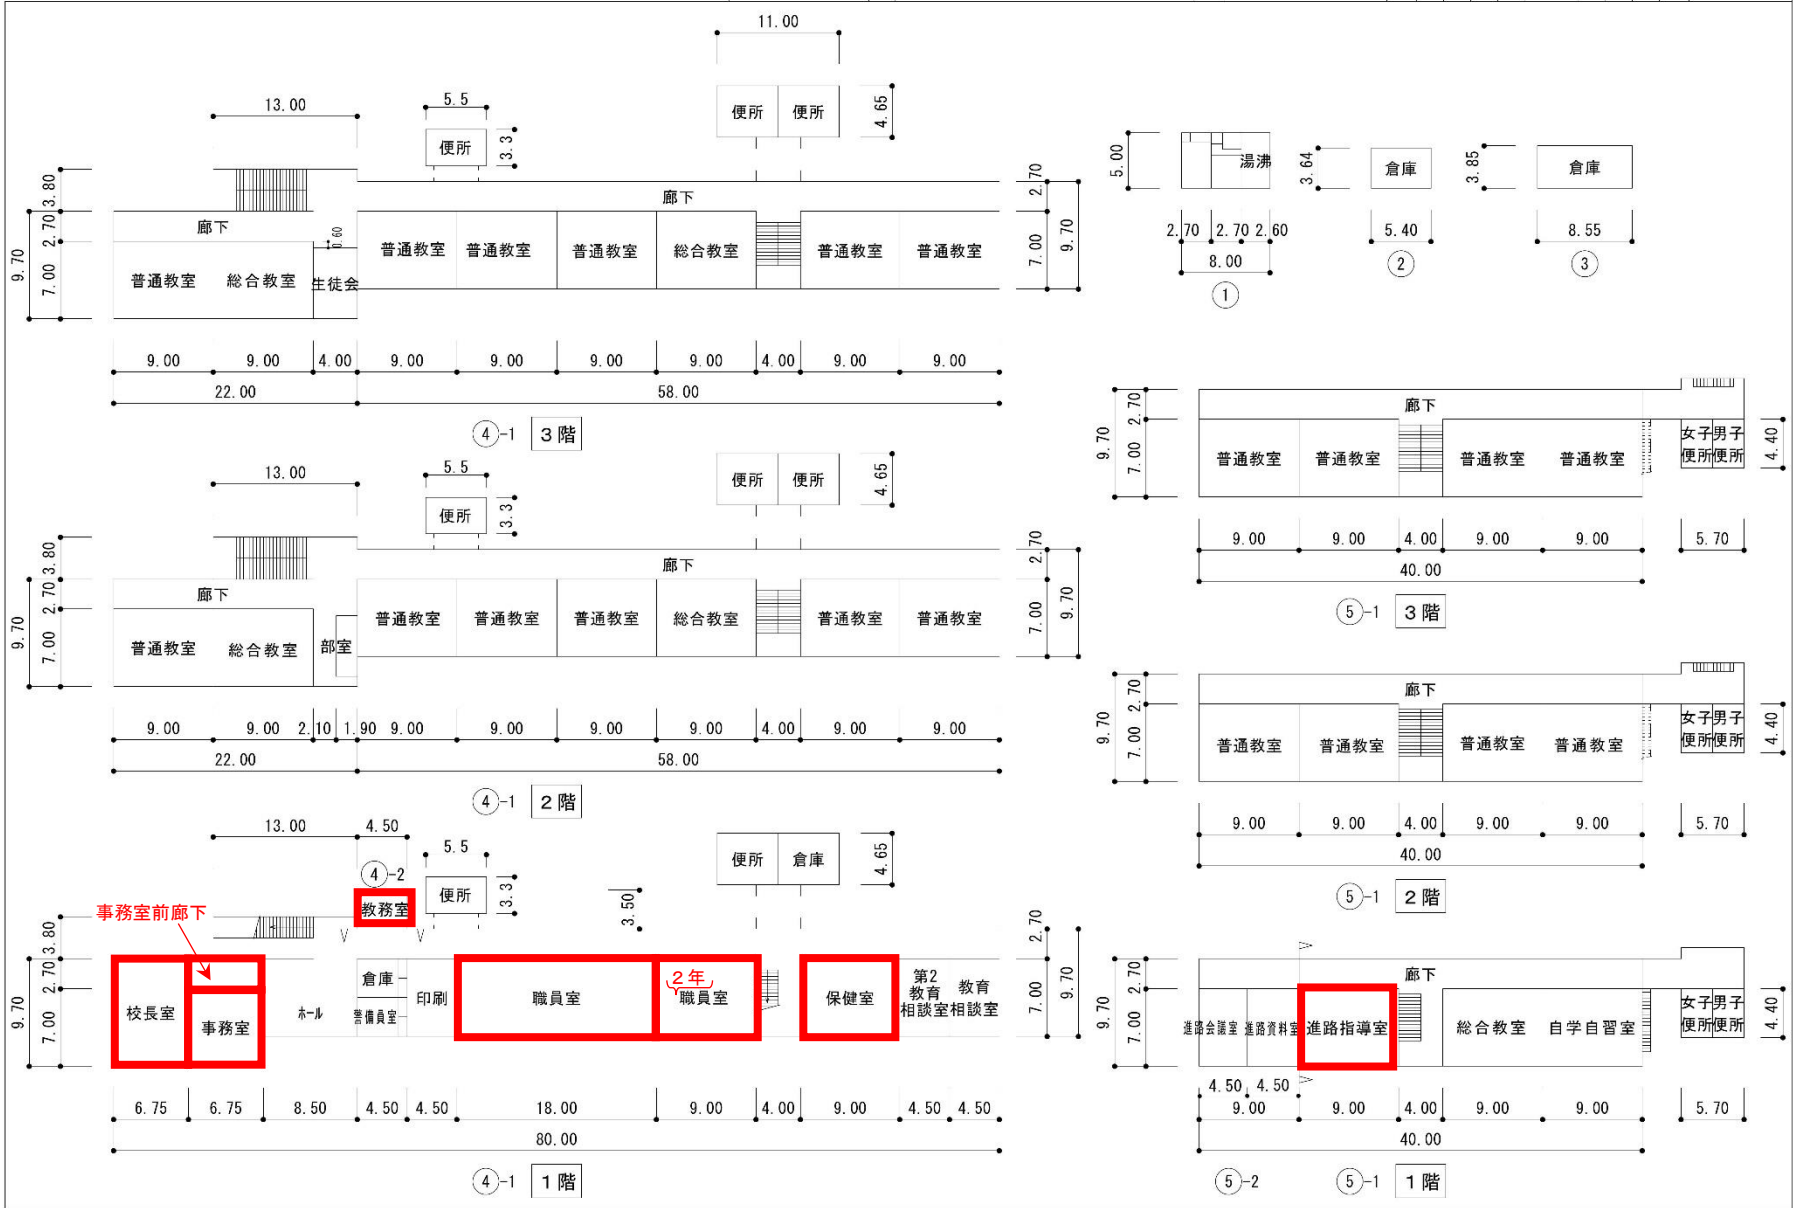 11.00
13.00
5.5
便所
3.3
便所 便所
4.65
3.80
2.70
7.00
9.70
廊下
廊下
0.60
普通教室 総合教室 生徒会
普通教室 普通教室 普通教室 総合教室 普通教室 普通教室
2.70
7.00
9.70
9.00 9.00 4.00 9.00 9.00 9.00 9.00 4.00 9.00 9.00
22.00 58.00
④-1 3階
5.00
湯沸
2.70 2.70 2.60
8.00
①
3.64
倉庫
5.40
②
3.85
倉庫
8.55
③
13.00
5.5
便所
3.3
便所 便所
4.65
3.80
2.70
7.00
9.70
廊下
廊下
普通教室 総合教室 部室
普通教室 普通教室 普通教室 総合教室 普通教室 普通教室
2.70
7.00
9.70
9.00 9.00 2.10 1.90 9.00 9.00 9.00 9.00 4.00 9.00 9.00
22.00 58.00
④-1 2階
9.70
2.70
7.00
廊下
普通教室 普通教室 普通教室 普通教室
女子便所 男子便所
4.40
9.00 9.00 4.00 9.00 9.00 5.70
40.00
⑤-1 3階
9.70
2.70
7.00
廊下
普通教室 普通教室 普通教室 普通教室
女子便所 男子便所
4.40
9.00 9.00 4.00 9.00 9.00 5.70
40.00
⑤-1 2階
13.00 4.50
④-2
教務室
5.5
便所
3.3
3.50
便所 倉庫
4.65
事務室前廊下
3.80
2.70
7.00
9.70
校長室 事務室 ホール
倉庫
警備員室
印刷
職員室
2年
職員室
保健室
第2
教育
相談室
教育
相談室
2.70
7.00
9.70
6.75 6.75 8.50 4.50 4.50 18.00 9.00 4.00 9.00 4.50 4.50
80.00
④-1 1階
9.70
2.70
7.00
廊下
進路会議室 進路資料室 進路指導室 総合教室 自学自習室
女子便所 男子便所
4.40
4.50 4.50
9.00 9.00 4.00 9.00 9.00 5.70
40.00
⑤-2 ⑤-1 1階